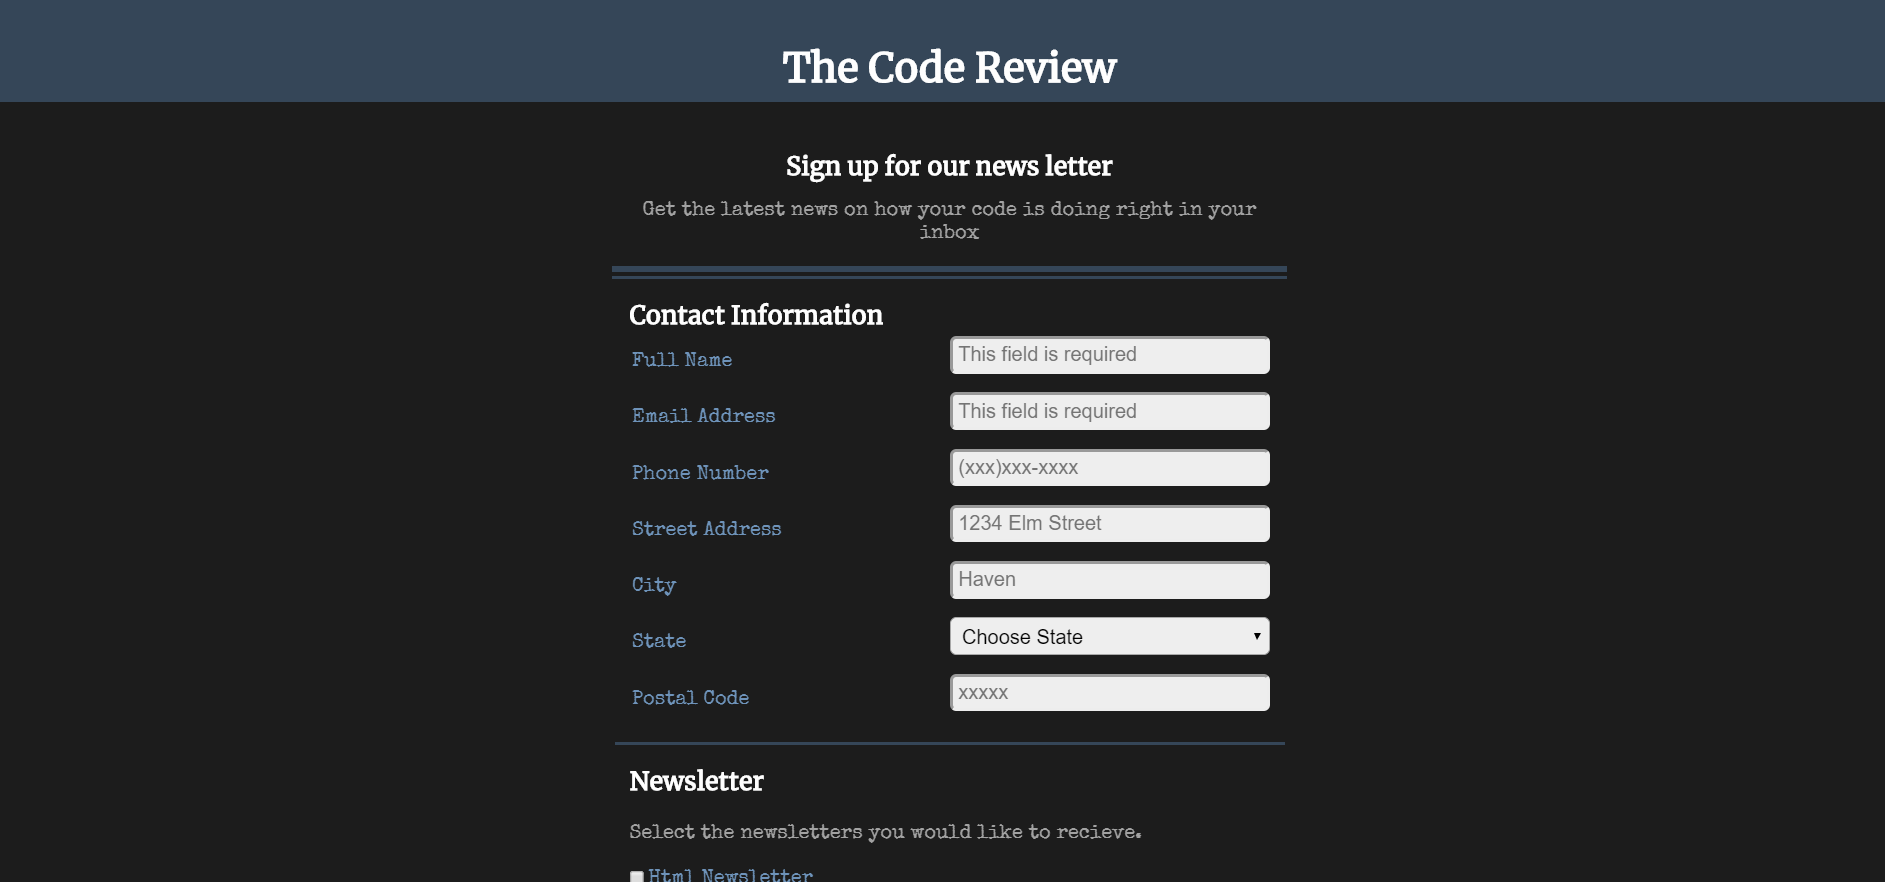 The Code Review
Sign up for our news letter
Get the latest news on how your code is doing right in your
inbox
Contact Information
Full Name This field is required
Email Address This field is required
Phone Number (xxx)xxx-xxxx
Street Address 1234 Elm Street
City Haven
State Choose State
Postal Code xxxxx
Newsletter
Select the newsletters you would like to recieve.
Html Newsletter